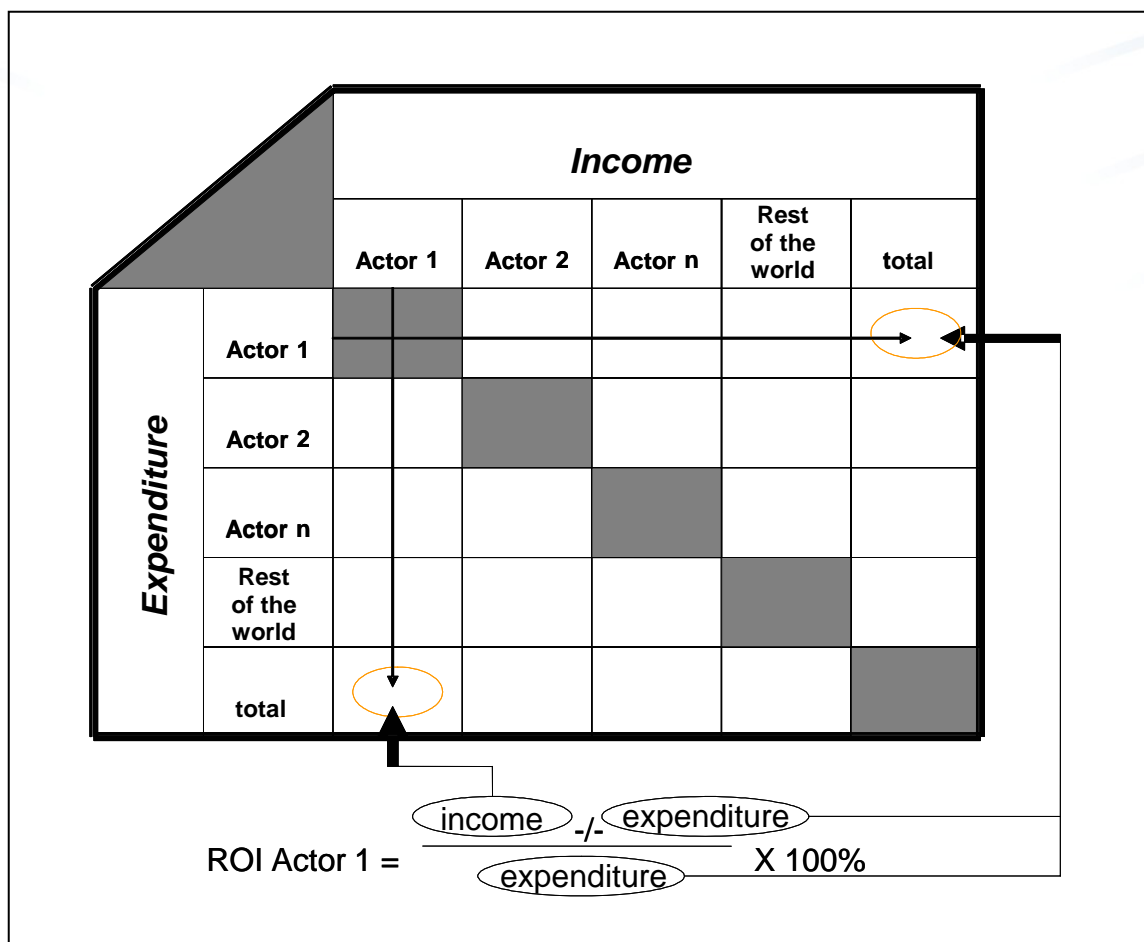 Income
Actor 1
Actor 2
Actor n
Rest
of the
world
total
Expenditure
Actor 1
Actor 2
Actor n
Rest
of the
world
total
income -/- expenditure
ROI Actor 1 = X 100%
expenditure